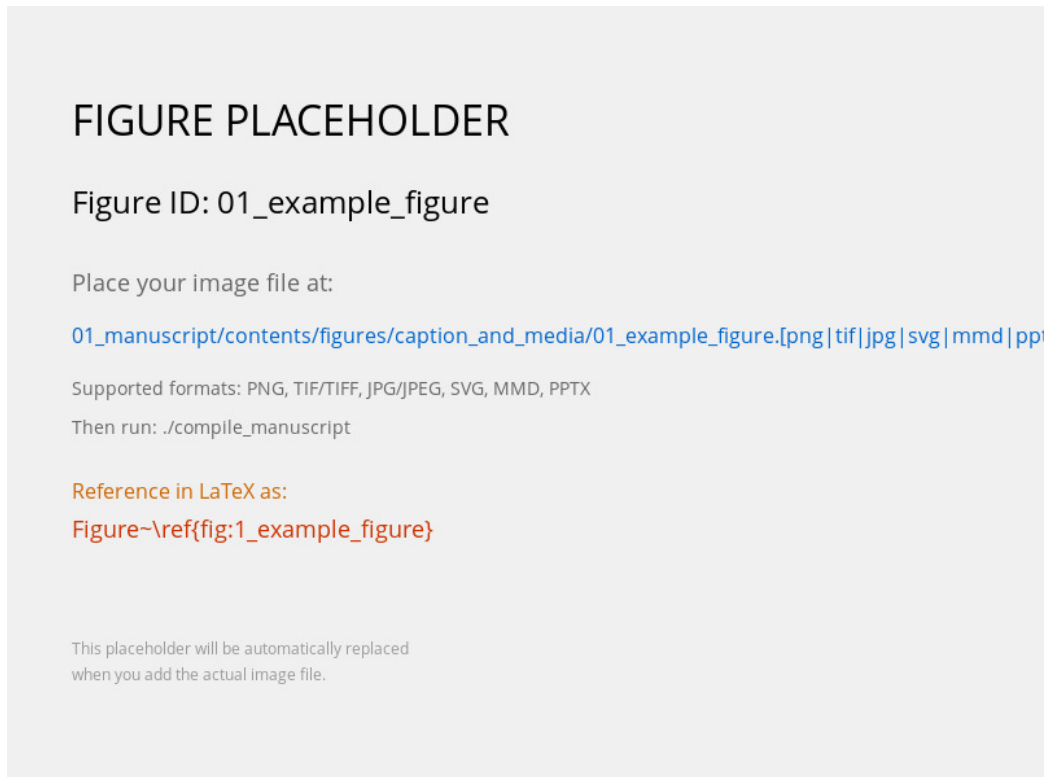 FIGURE PLACEHOLDER
Figure ID: 01_example_figure
Place your image file at:
01_manuscript/contents/figures/caption_and_media/01_example_figure.[png|tif|jpg|svg|mmd|ppt
Supported formats: PNG, TIF/TIFF, JPG/JPEG, SVG, MMD, PPTX
Then run: ./compile_manuscript
Reference in LaTeX as:
Figure~\ref{fig:1_example_figure}
This placeholder will be automatically replaced
when you add the actual image file.